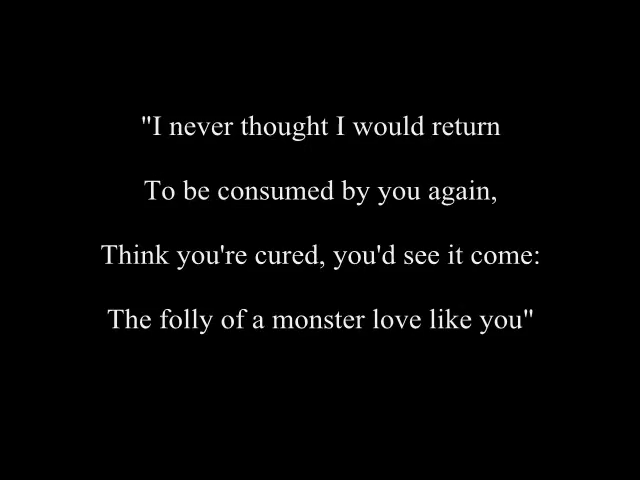 "I never thought I would return
To be consumed by you again,
Think you're cured, you'd see it come:
The folly of a monster love like you"